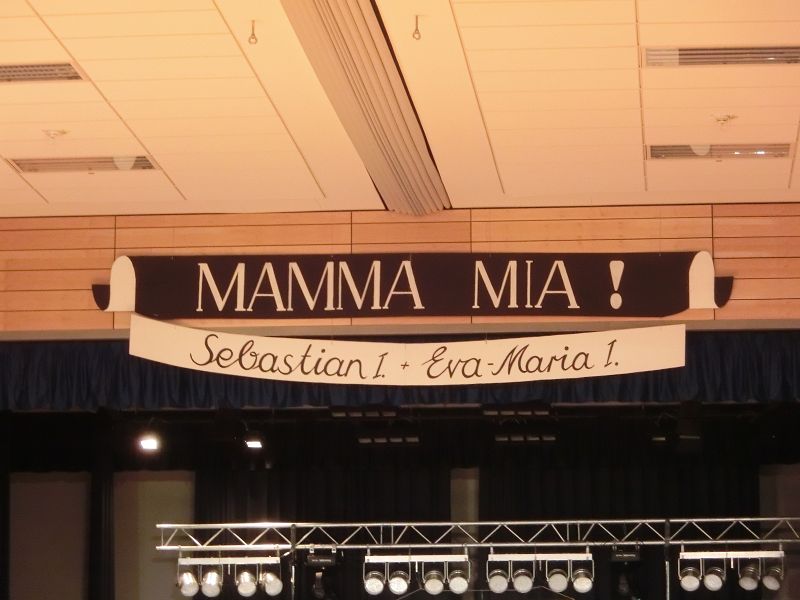 MAMMA MIA !
Sebastian I. + Eva-Maria I.